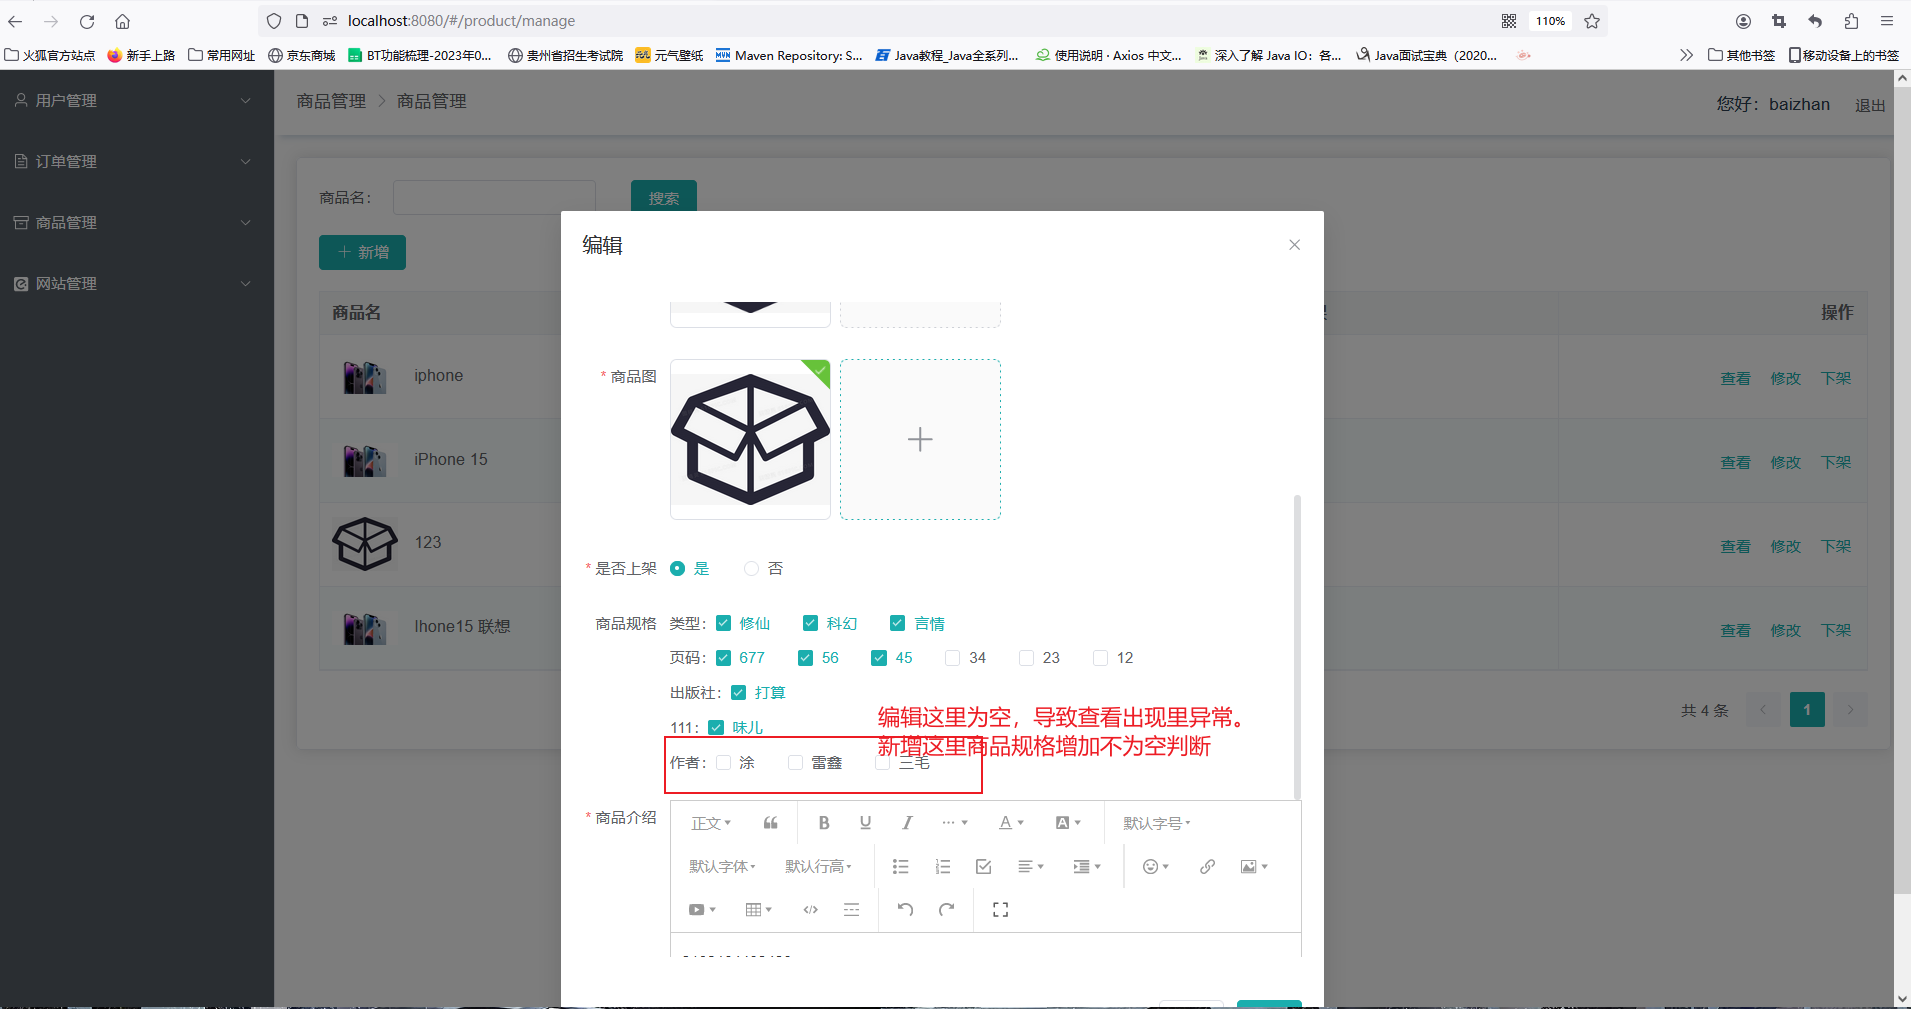 localhost:8080/#/product/manage
110%
火狐官方站点 新手上路 常用网址 京东商城 BT功能梳理-2023年0... 贵州省招生考试院 元气壁纸 Maven Repository: S... Java教程_Java全系列... 使用说明 · Axios 中文... 深入了解 Java IO：各... Java面试宝典（2020... 其他书签 移动设备上的书签
用户管理
订单管理
商品管理
网站管理
商品管理 > 商品管理
您好：baizhan 退出
商品名：
搜索
+ 新增
商品名 操作
iphone 查看 修改 下架
iPhone 15 查看 修改 下架
123 查看 修改 下架
Ihone15 联想 查看 修改 下架
共 4 条 < 1 >
编辑
* 商品图
* 是否上架 是 否
商品规格 类型： 修仙 科幻 言情
页码： 677 56 45 34 23 12
出版社： 打算
111： 味儿
作者： 涂 雷鑫 三毛
编辑这里为空，导致查看出现里异常。
新增这里商品规格增加不为空判断
* 商品介绍
正文 B U I ... A A 默认字号
默认字体 默认行高